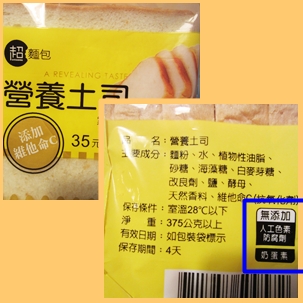 超麵包
A REVEALING TASTE
營養土司
添加
維他命C
35元
品名：營養土司
主要成分：麵粉、水、植物性油脂、
砂糖、海藻糖、白麥芽糖、
改良劑、鹽、酵母、
天然香料、維他命C(抗氧化劑)
保存條件：室溫28℃以下
淨重：375公克以上
有效日期：如包裝袋標示
保存期間：4天
無添加
人工色素
防腐劑
奶蛋素